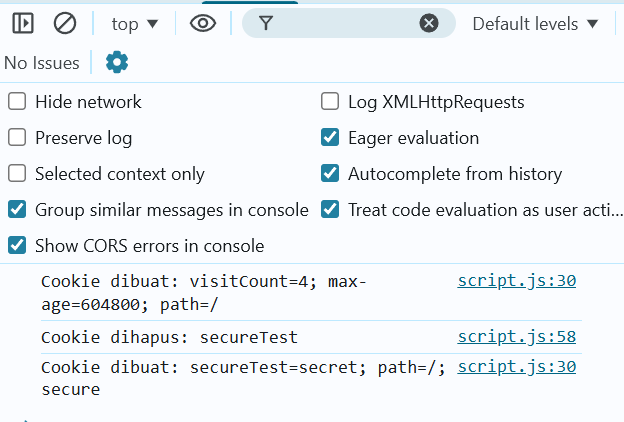 top
Default levels
No Issues
Hide network
Log XMLHttpRequests
Preserve log
Eager evaluation
Selected context only
Autocomplete from history
Group similar messages in console
Treat code evaluation as user acti...
Show CORS errors in console
Cookie dibuat: visitCount=4; max- script.js:30
age=604800; path=/
Cookie dihapus: secureTest script.js:58
Cookie dibuat: secureTest=secret; path=/; script.js:30
secure